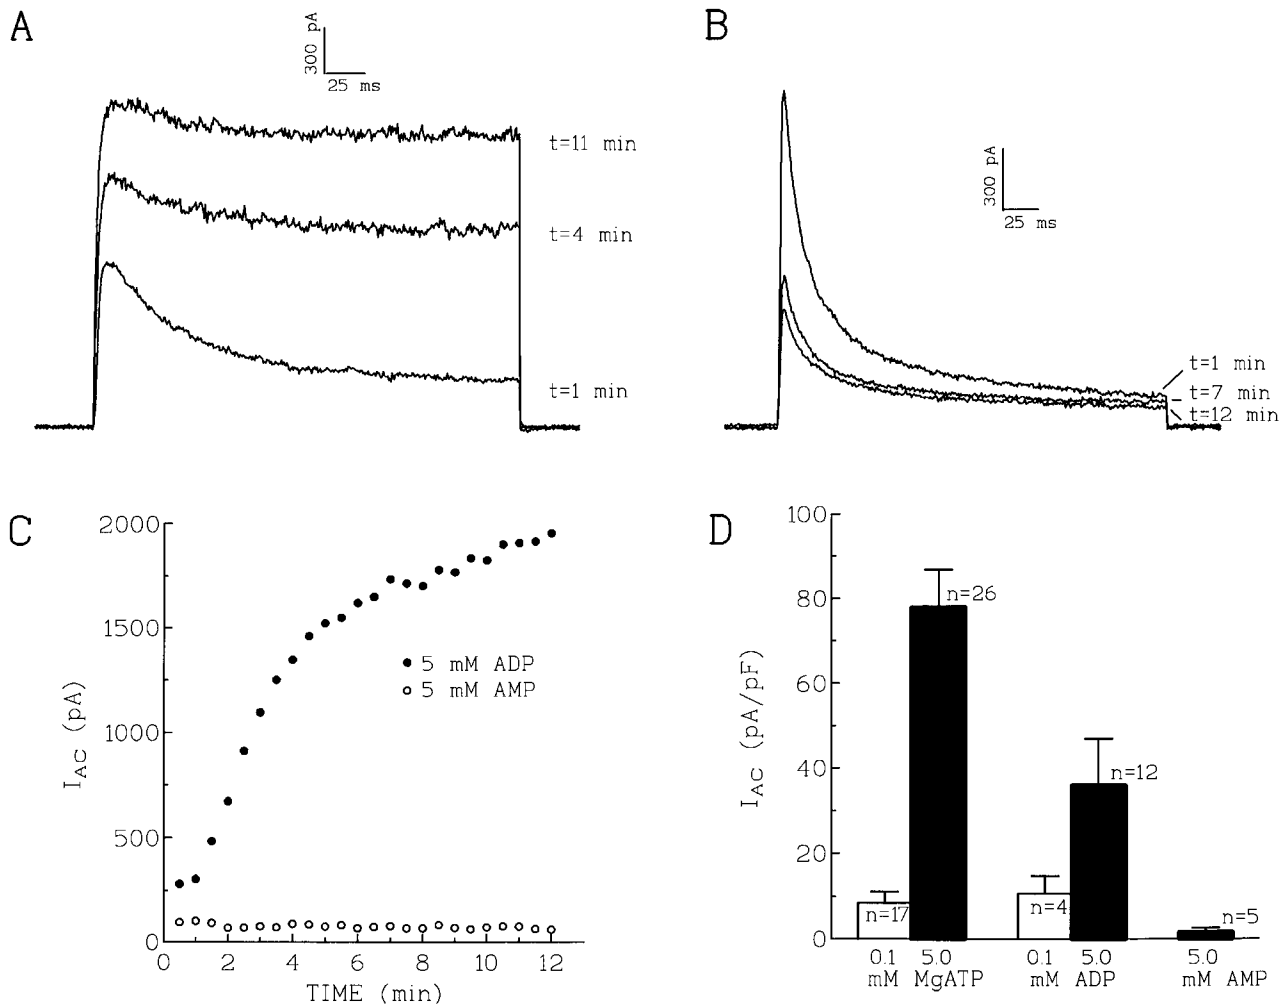 A
300 pA
25 ms
t=11 min
t=4 min
t=1 min
B
300 pA
25 ms
t=1 min
t=7 min
t=12 min
C
2000
1500
1000
500
0
I_AC (pA)
5 mM ADP
5 mM AMP
0 2 4 6 8 10 12
TIME (min)
D
100
80
60
40
20
0
I_AC (pA/pF)
n=17
n=26
n=4
n=12
n=5
0.1 5.0 0.1 5.0 5.0
mM MgATP mM ADP mM AMP